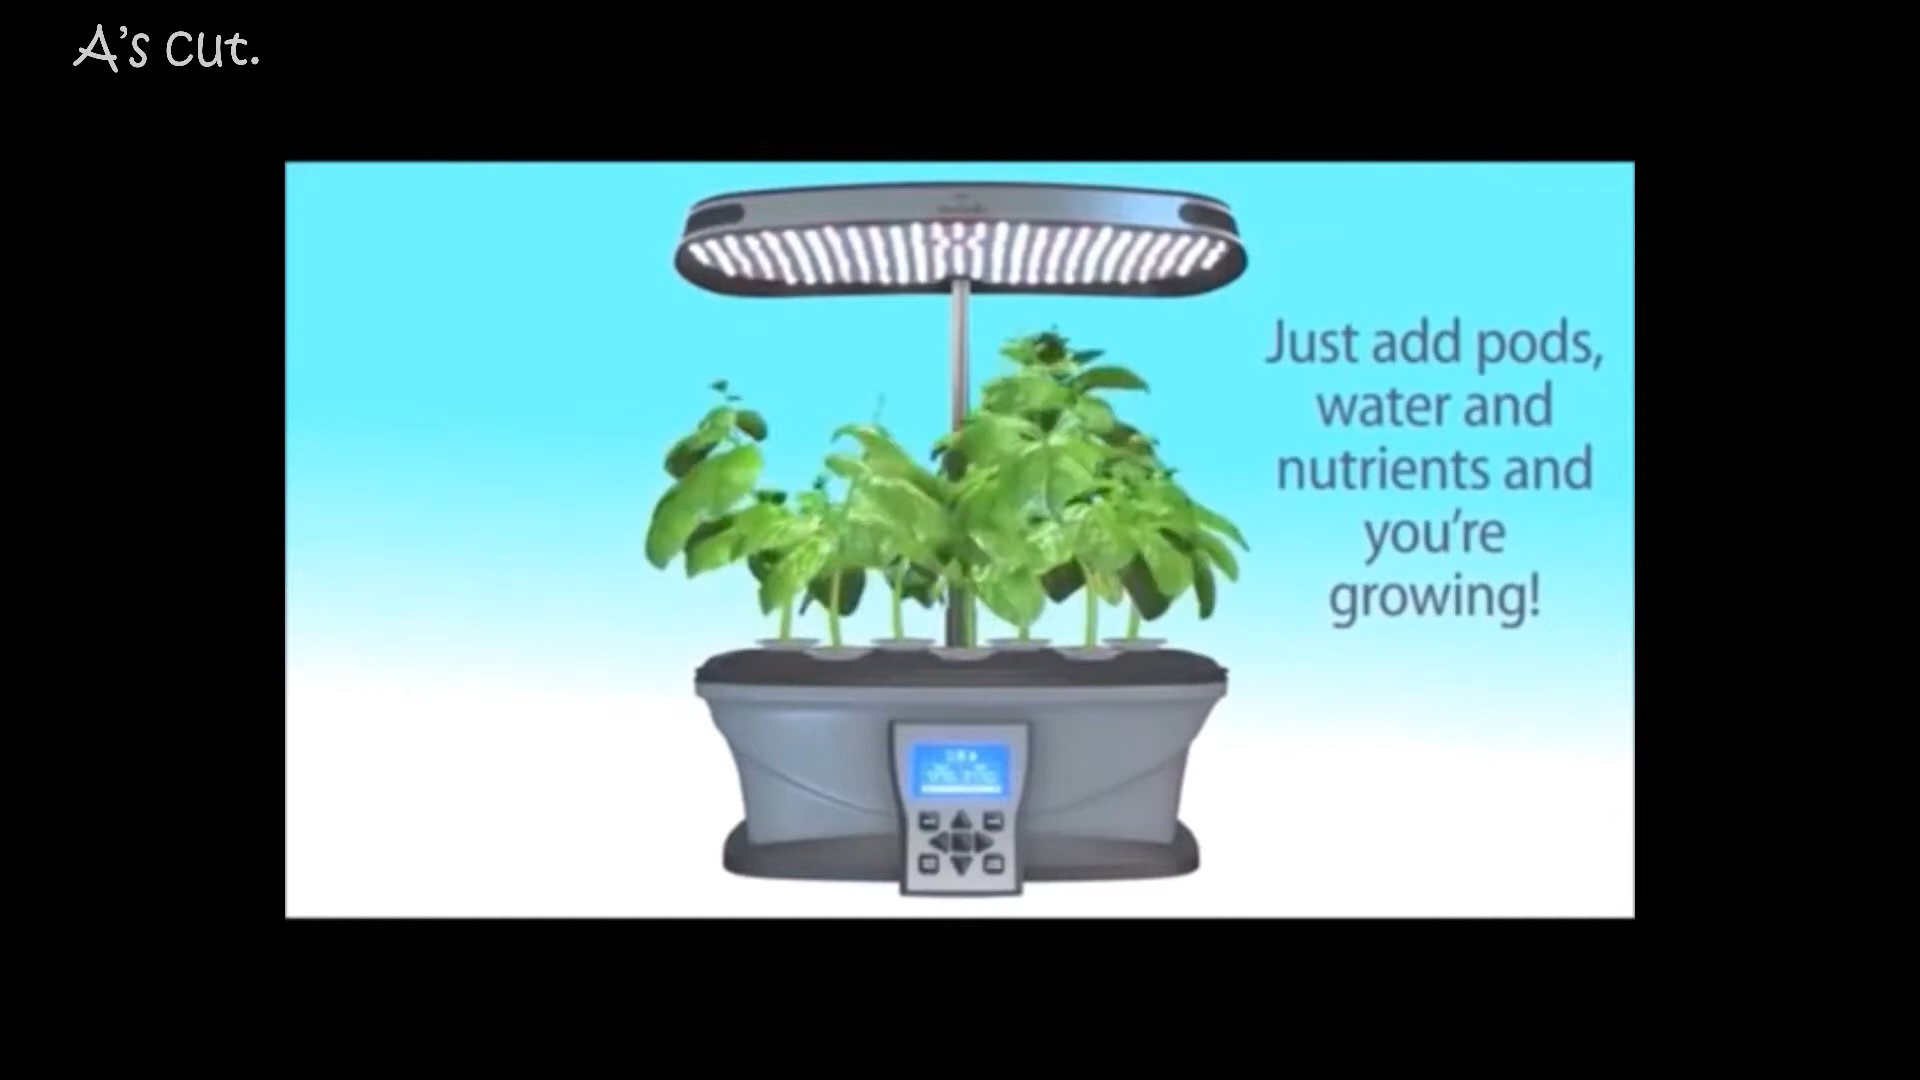 A's cut.
Just add pods,
water and
nutrients and
you're
growing!